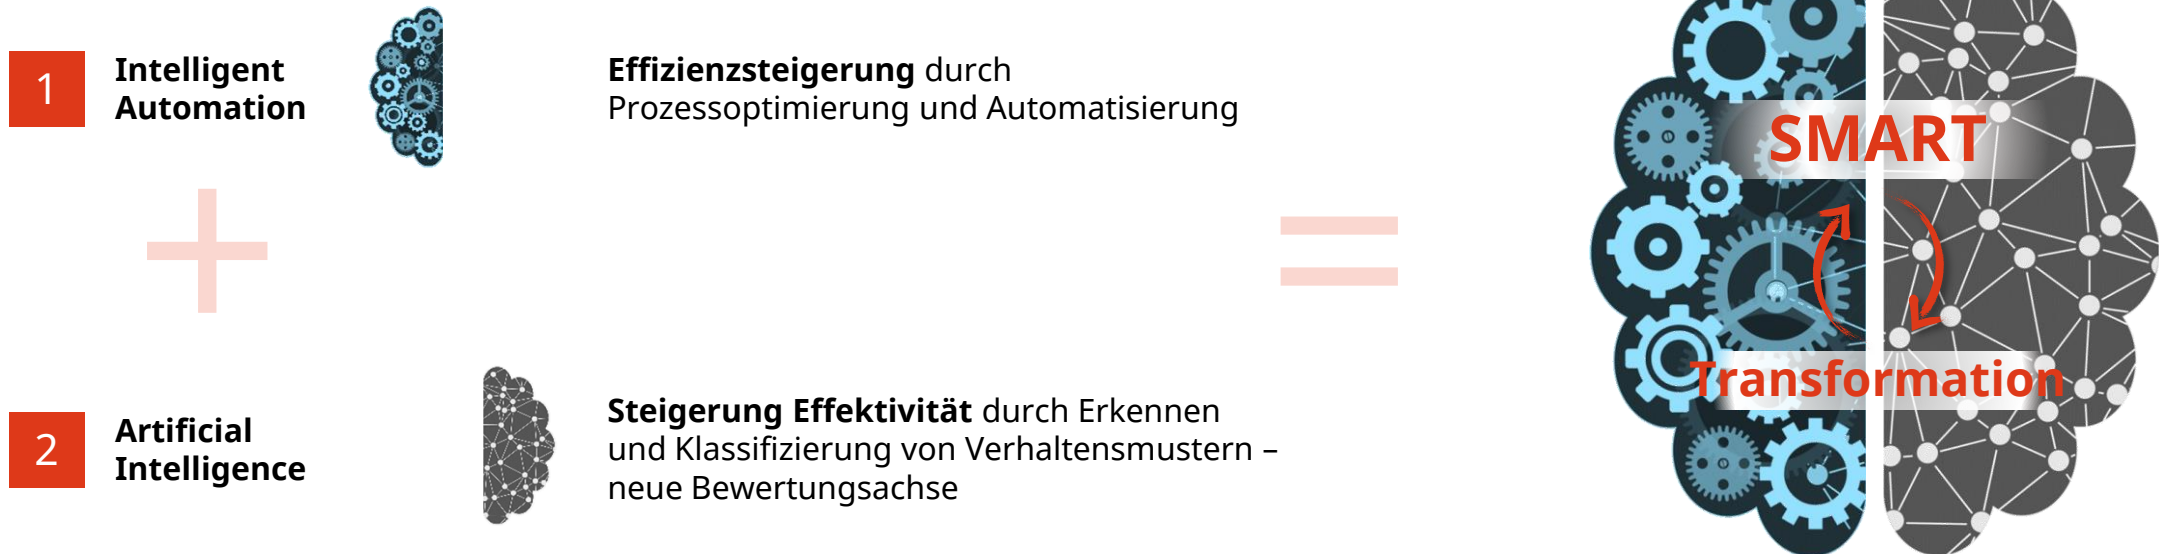 1
Intelligent
Automation
Effizienzsteigerung durch
Prozessoptimierung und Automatisierung
2
Artificial
Intelligence
Steigerung Effektivität durch Erkennen
und Klassifizierung von Verhaltensmustern –
neue Bewertungsachse
SMART
Transformation